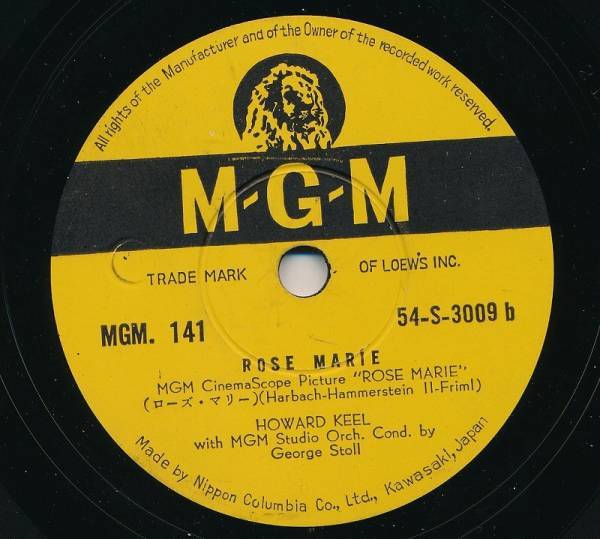 All rights of the Manufacturer and of the Owner of the recorded work reserved.
M-G-M
TRADE MARK OF LOEW'S INC.
MGM. 141 54-S-3009 b
ROSE MARIE
MGM CinemaScope Picture "ROSE MARIE"
(ローズ・マリー)(Harbach-Hammerstein II-Friml)
HOWARD KEEL
with MGM Studio Orch. Cond. by
George Stoll
Made by Nippon Columbia Co., Ltd., Kawasaki, Japan